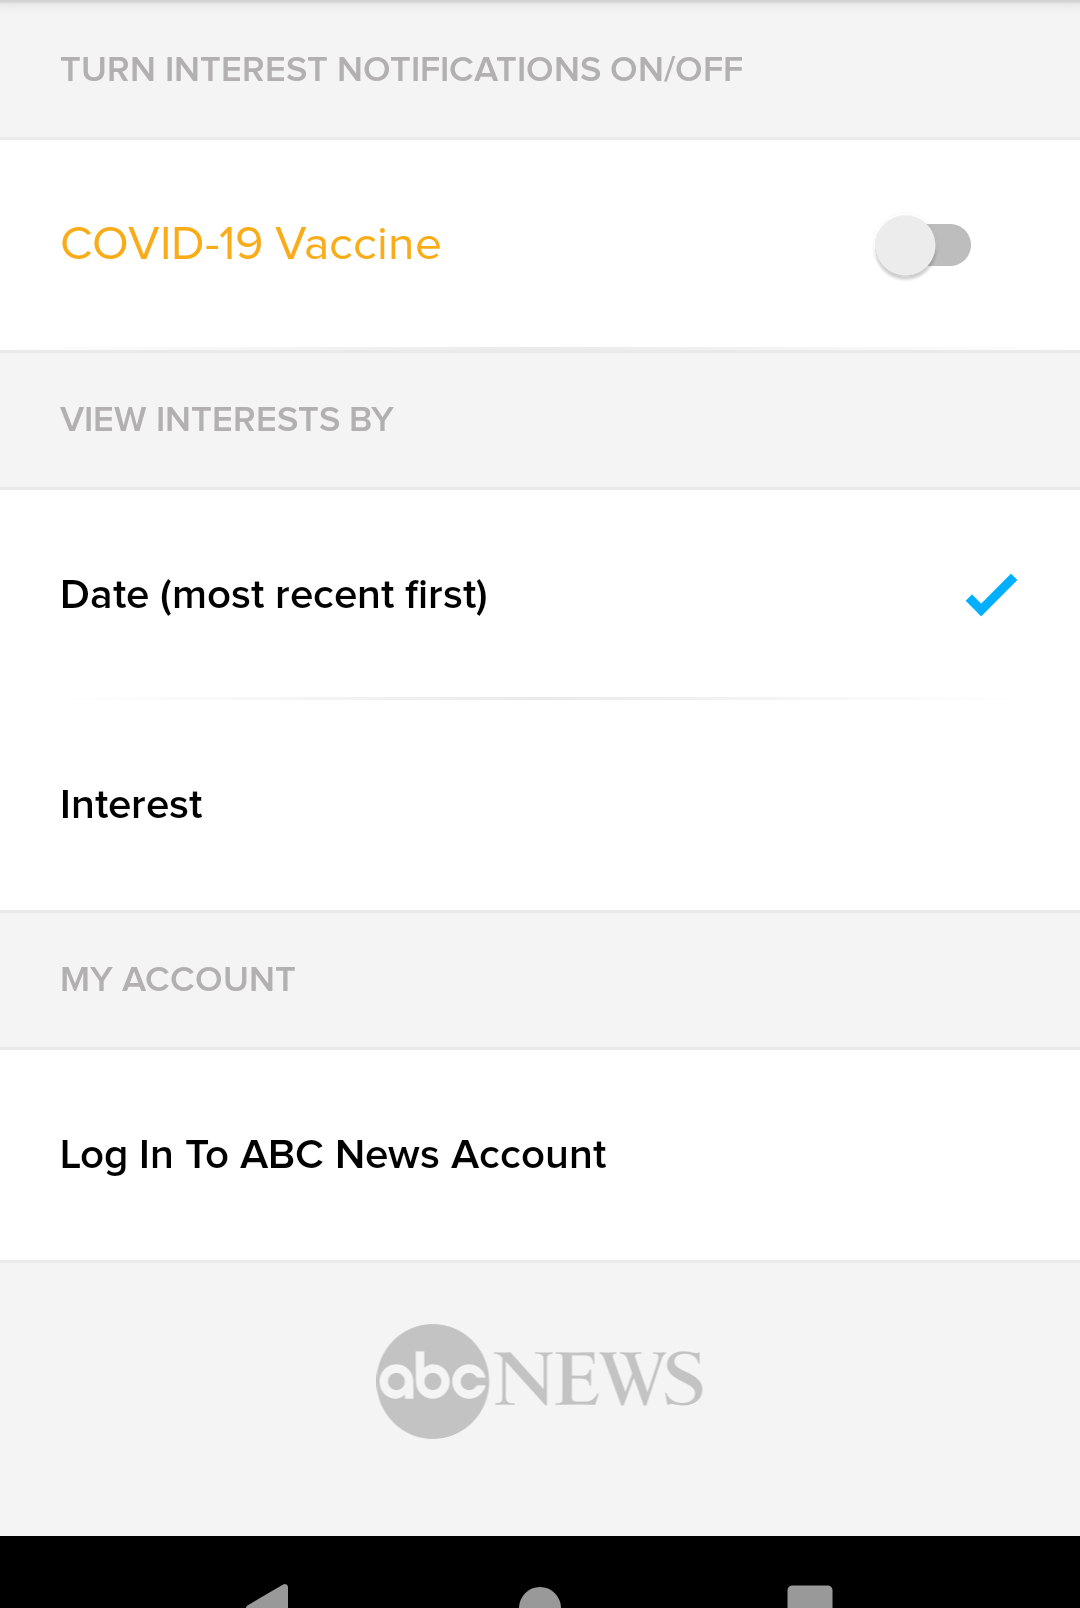 TURN INTEREST NOTIFICATIONS ON/OFF
COVID-19 Vaccine
VIEW INTERESTS BY
Date (most recent first)
Interest
MY ACCOUNT
Log In To ABC News Account
abc NEWS